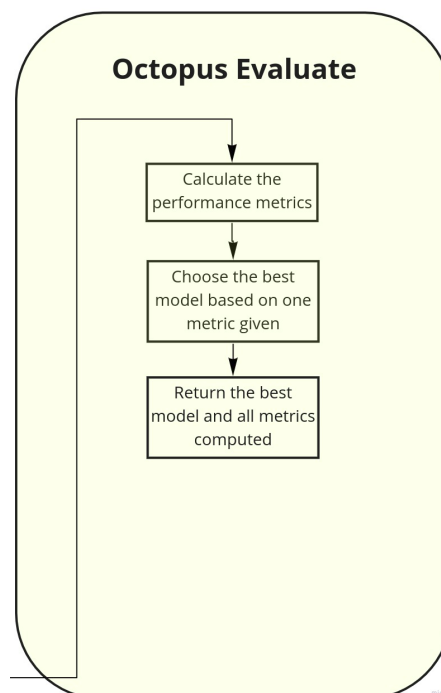 Octopus Evaluate
Calculate the
performance metrics
Choose the best
model based on one
metric given
Return the best
model and all metrics
computed